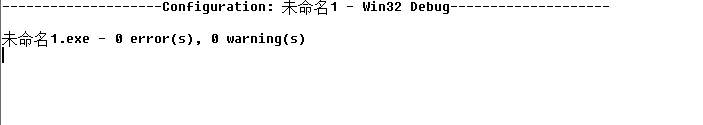 --------------------Configuration: 未命名1 - Win32 Debug--------------------
未命名1.exe - 0 error(s), 0 warning(s)